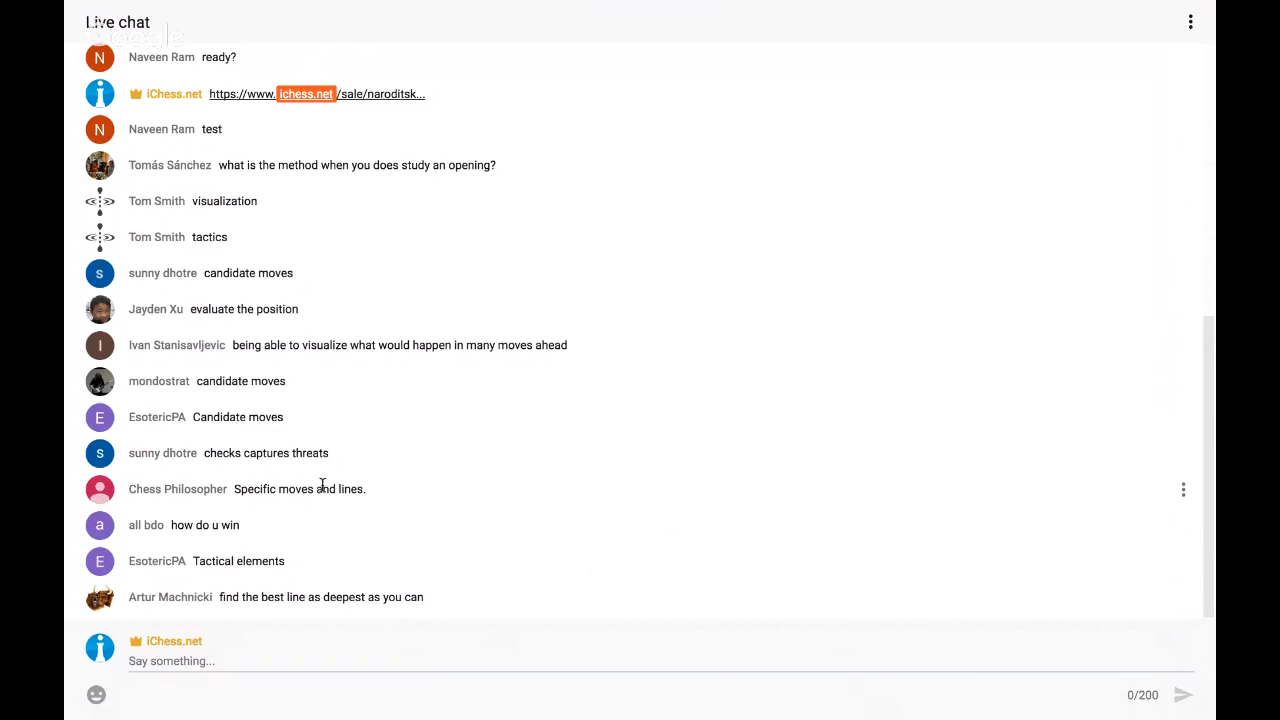 Live chat
Google
N Naveen Ram ready?
iChess.net https://www.ichess.net/sale/naroditsk...
N Naveen Ram test
Tomás Sánchez what is the method when you does study an opening?
Tom Smith visualization
Tom Smith tactics
s sunny dhotre candidate moves
Jayden Xu evaluate the position
I Ivan Stanisavljevic being able to visualize what would happen in many moves ahead
mondostrat candidate moves
E EsotericPA Candidate moves
s sunny dhotre checks captures threats
Chess Philosopher Specific moves and lines.
a all bdo how do u win
E EsotericPA Tactical elements
Artur Machnicki find the best line as deepest as you can
iChess.net
Say something...
0/200